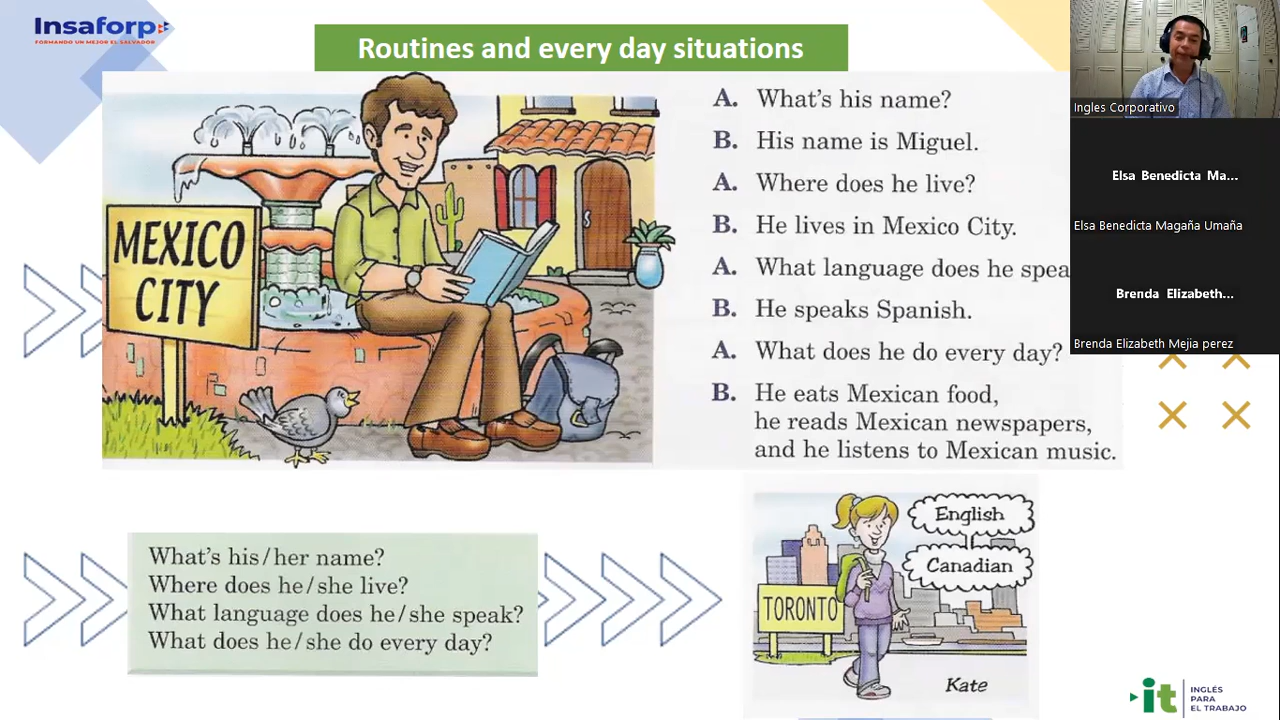 Insaforp
FORMANDO UN MEJOR EL SALVADOR
Routines and every day situations
MEXICO
CITY
A. What's his name?
B. His name is Miguel.
A. Where does he live?
B. He lives in Mexico City.
A. What language does he spea
B. He speaks Spanish.
A. What does he do every day?
B. He eats Mexican food,
he reads Mexican newspapers,
and he listens to Mexican music.
Ingles Corporativo
Elsa Benedicta Ma...
Elsa Benedicta Magaña Umaña
Brenda Elizabeth...
Brenda Elizabeth Mejia perez
What's his/her name?
Where does he/she live?
What language does he/she speak?
What does he/she do every day?
English
Canadian
TORONTO
Kate
it
INGLÉS
PARA
EL TRABAJO